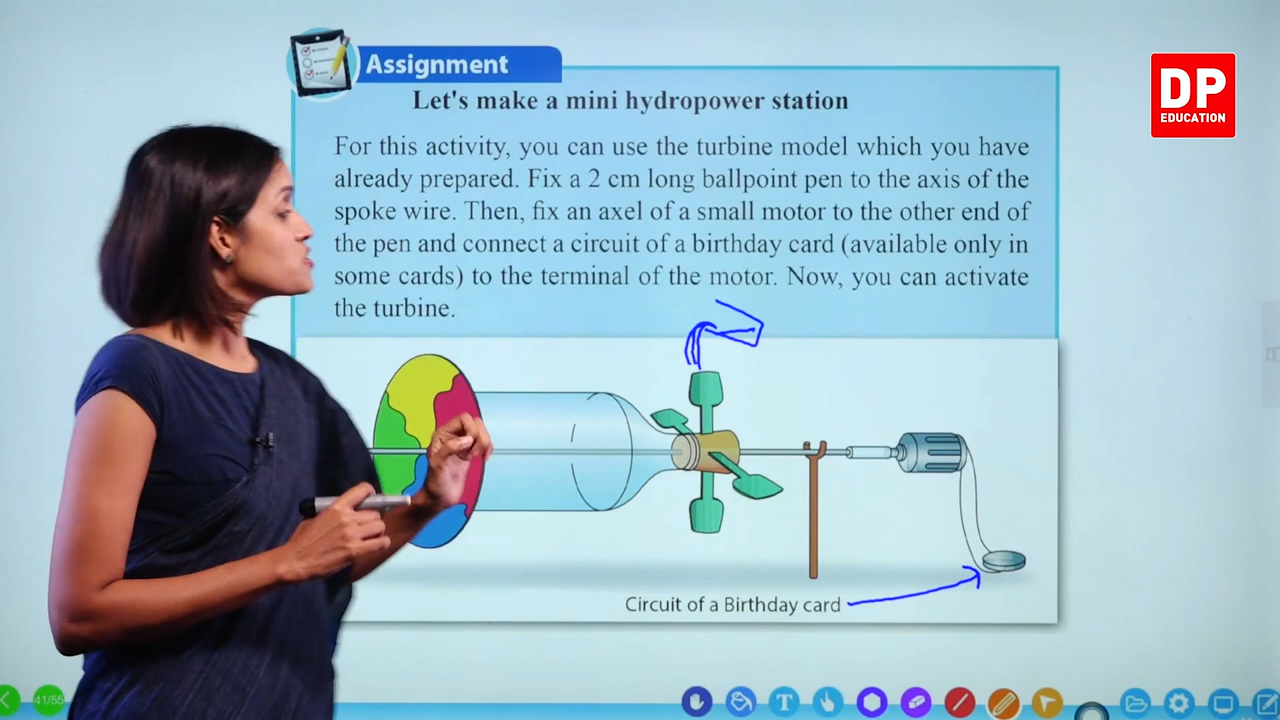 Assignment
DP
EDUCATION
Let's make a mini hydropower station
For this activity, you can use the turbine model which you have
already prepared. Fix a 2 cm long ballpoint pen to the axis of the
spoke wire. Then, fix an axel of a small motor to the other end of
the pen and connect a circuit of a birthday card (available only in
some cards) to the terminal of the motor. Now, you can activate
the turbine.
Circuit of a Birthday card
41/55
T